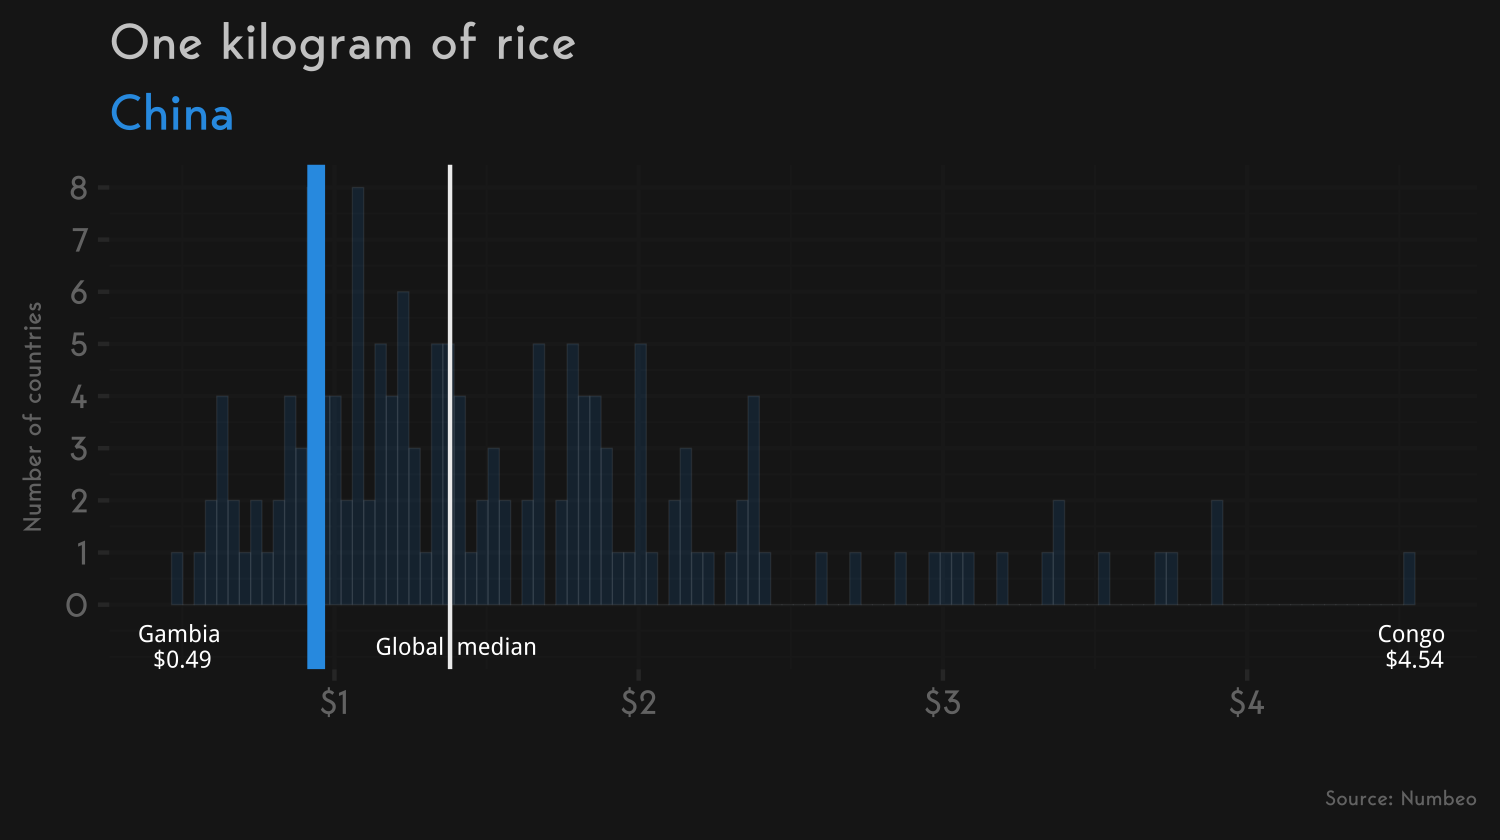 One kilogram of rice
China
Number of countries
8
7
6
5
4
3
2
1
0
Gambia
$0.49
Global median
Congo
$4.54
$1 $2 $3 $4
Source: Numbeo